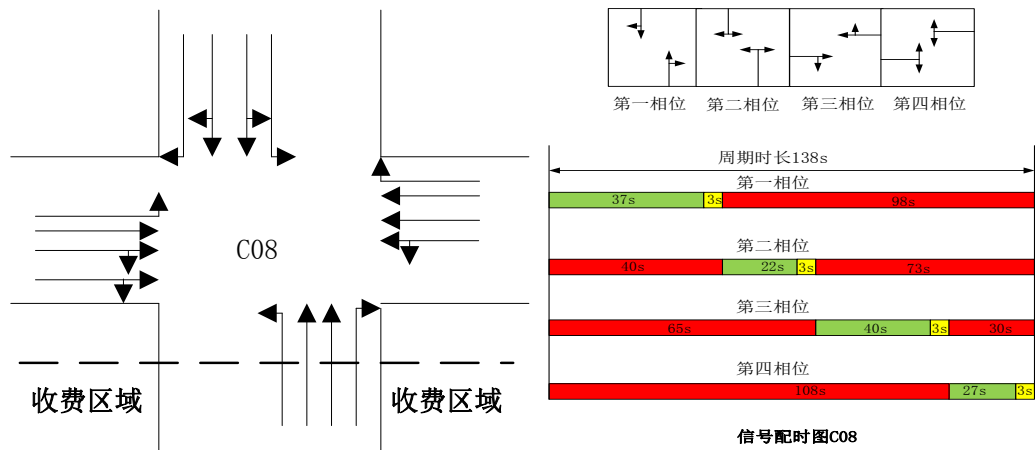 C08
收费区域
收费区域
第一相位 第二相位 第三相位 第四相位
周期时长138s
第一相位
37s 3s 98s
第二相位
40s 22s 3s 73s
第三相位
65s 40s 3s 30s
第四相位
108s 27s 3s
信号配时图C08